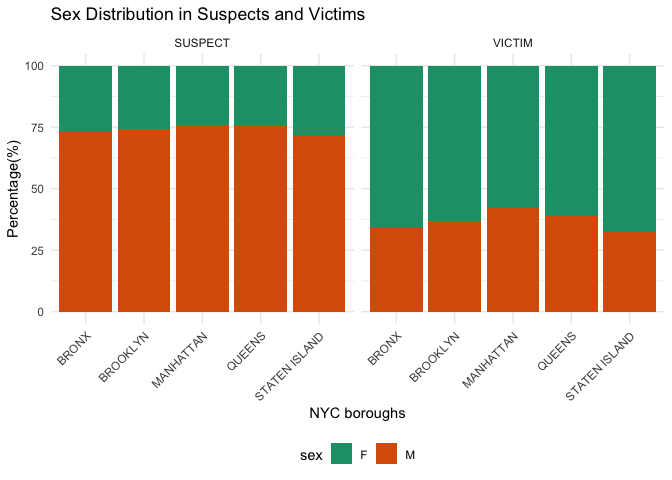 Sex Distribution in Suspects and Victims
SUSPECT
VICTIM
Percentage(%)
100
75
50
25
0
BRONX
BROOKLYN
MANHATTAN
QUEENS
STATEN ISLAND
BRONX
BROOKLYN
MANHATTAN
QUEENS
STATEN ISLAND
NYC boroughs
sex F M